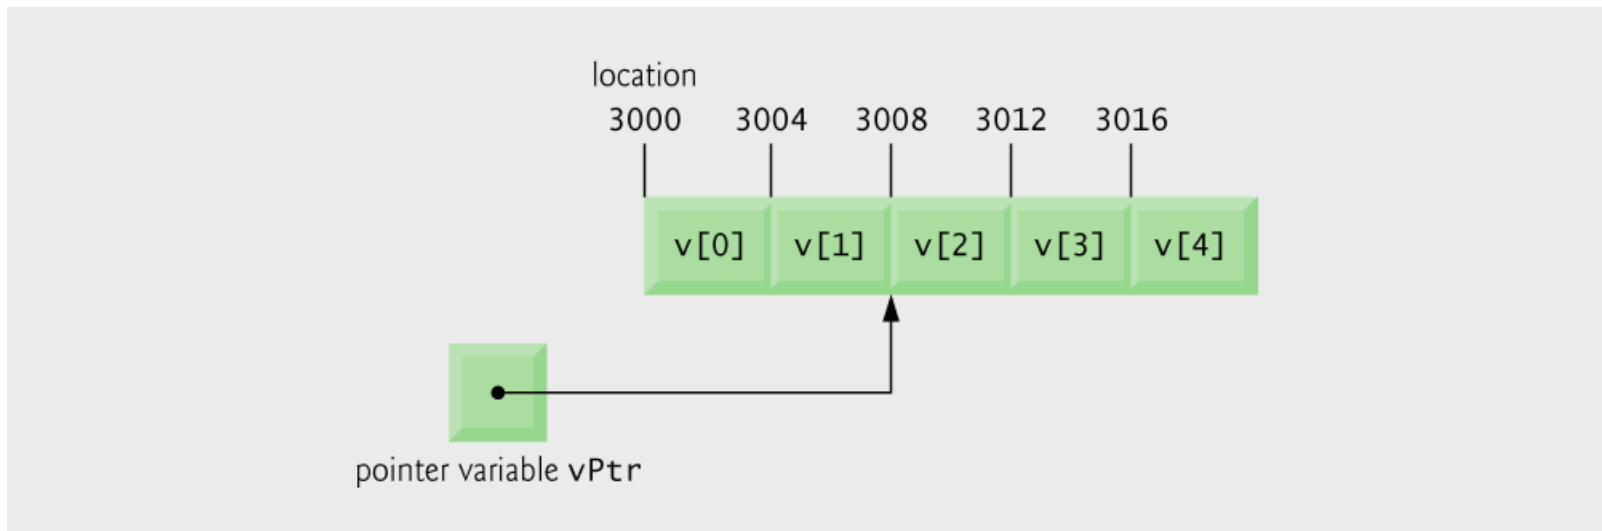 location
3000 3004 3008 3012 3016
v[0] v[1] v[2] v[3] v[4]
pointer variable vPtr